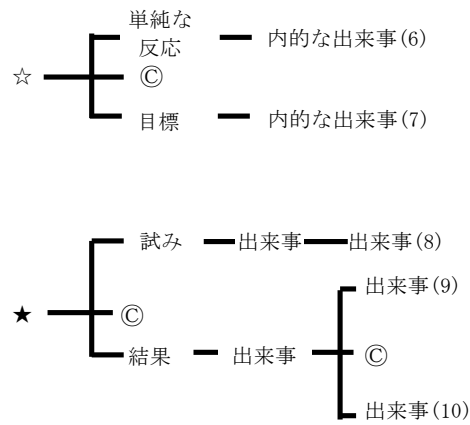 単純な
反応
内的な出来事(6)
☆
Ⓒ
目標
内的な出来事(7)
試み
出来事
出来事(8)
出来事(9)
★
Ⓒ
結果
出来事
Ⓒ
出来事(10)